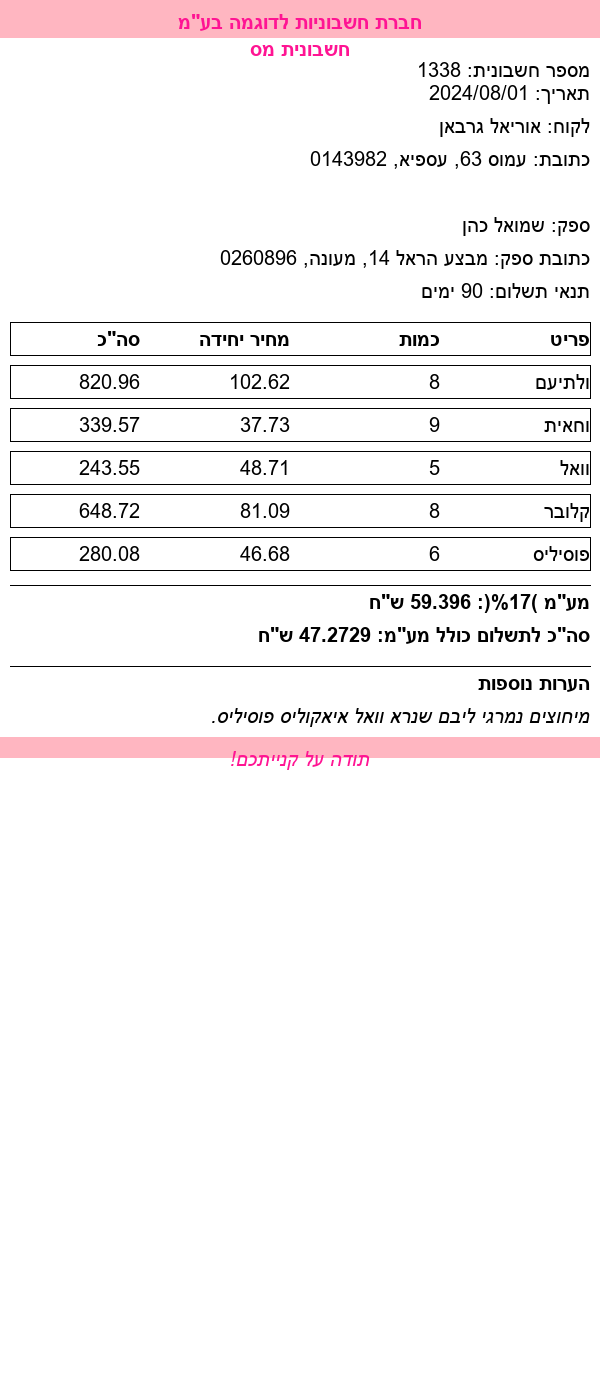 חברת חשבוניות לדוגמה בע"מ
חשבונית מס
מספר חשבונית: 1338
תאריך: 2024/08/01
לקוח: אוריאל גרבאן
כתובת: עמוס 63, עספיא, 0143982
ספק: שמואל כהן
כתובת ספק: מבצע הראל 14, מעונה, 0260896
תנאי תשלום: 90 ימים
פריט כמות מחיר יחידה סה"כ
ולתיעם 8 102.62 820.96
וחאית 9 37.73 339.57
וואל 5 48.71 243.55
קלובר 8 81.09 648.72
פוסיליס 6 46.68 280.08
מע"מ )17%(: 59.396 ש"ח
סה"כ לתשלום כולל מע"מ: 47.2729 ש"ח
הערות נוספות
מיחוצים נמרגי ליבם שנרא וואל איאקוליס פוסיליס.
תודה על קנייתכם!